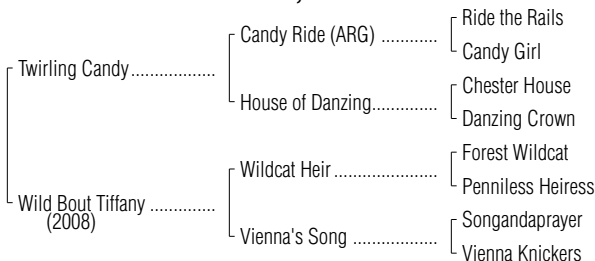 Ride the Rails
Candy Ride (ARG) ............
Candy Girl
Twirling Candy..................
Chester House
House of Danzing..............
Danzing Crown
Forest Wildcat
Wildcat Heir ......................
Penniless Heiress
Wild Bout Tiffany ..............
(2008)
Songandaprayer
Vienna's Song ..................
Vienna Knickers